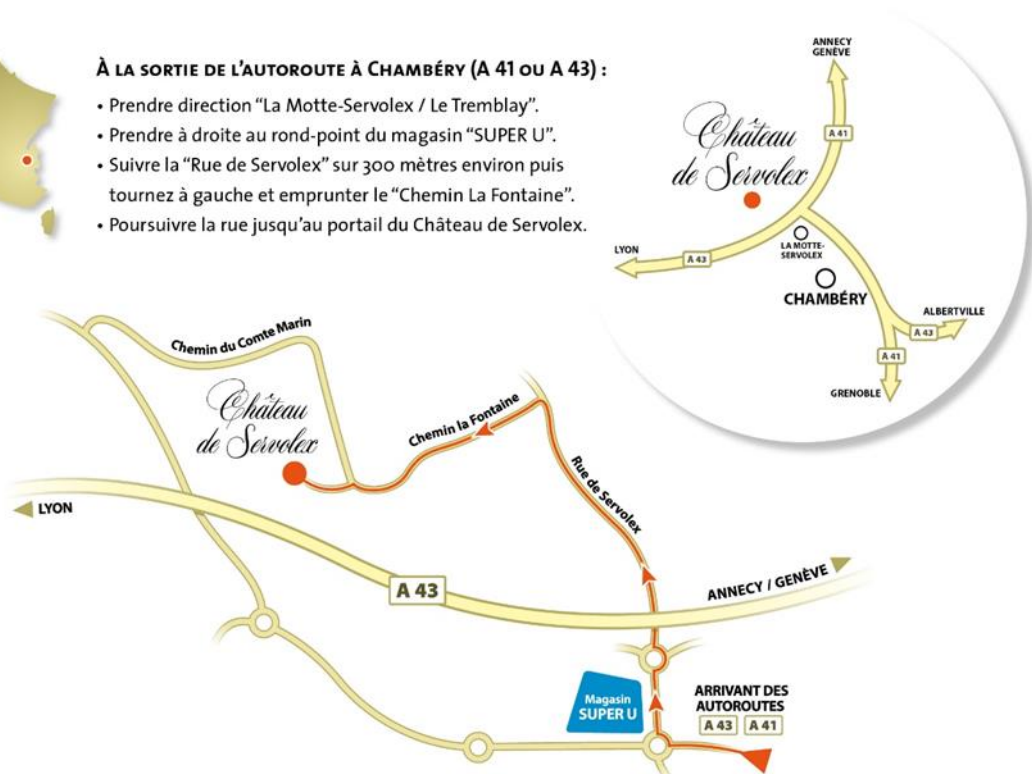 À LA SORTIE DE L'AUTOROUTE À CHAMBÉRY (A 41 OU A 43) :
• Prendre direction "La Motte-Servolex / Le Tremblay".
• Prendre à droite au rond-point du magasin "SUPER U".
• Suivre la "Rue de Servolex" sur 300 mètres environ puis
tournez à gauche et emprunter le "Chemin La Fontaine".
• Poursuivre la rue jusqu'au portail du Château de Servolex.
ANNECY
GENÈVE
A 41
Château
de Servolex
LYON
A 43
LA MOTTE-
SERVOLEX
CHAMBÉRY
ALBERTVILLE
A 43
A 41
GRENOBLE
Chemin du Comte Marin
Château
de Servolex
Chemin la Fontaine
Rue de Servolex
LYON
A 43
ANNECY / GENÈVE
Magasin
SUPER U
ARRIVANT DES
AUTOROUTES
A 43 A 41